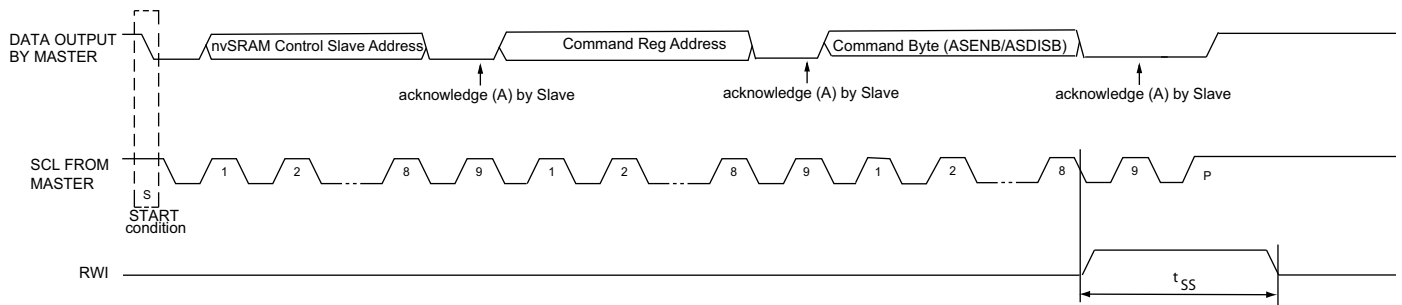 DATA OUTPUT
BY MASTER
nvSRAM Control Slave Address
Command Reg Address
Command Byte (ASENB/ASDISB)
acknowledge (A) by Slave
acknowledge (A) by Slave
acknowledge (A) by Slave
SCL FROM
MASTER
1 2 8 9 1 2 8 9 1 2 8 9 P
S
START
condition
RWI
tSS